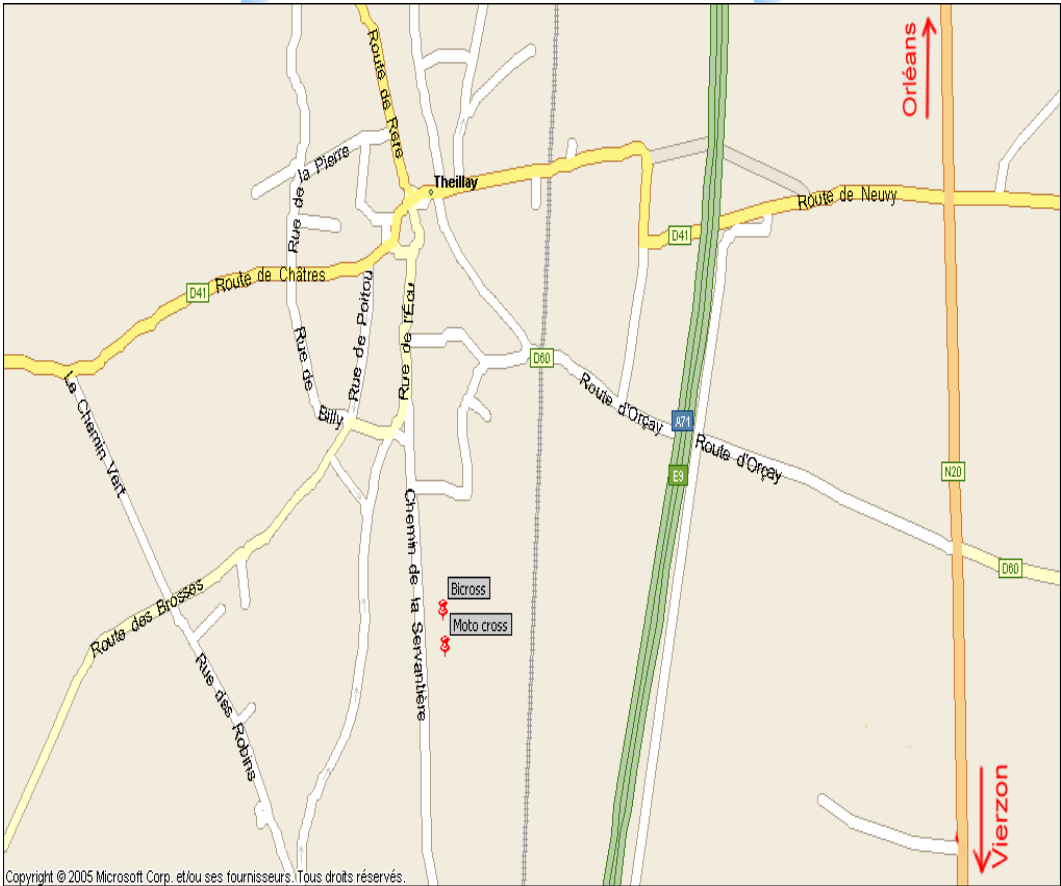 Orléans
Route de Rere
Rue de la Pierre
Theillay
Route de Neuvy
D41
Route de Châtres
D41
Rue de Poitou
Rue de l'Écu
Rue de Billy
D60
Le Chemin Vert
Route d'Orçay
A71
Route d'Orçay
E9
N20
D60
Chemin de la Servantière
Bicross
Moto cross
Route des Brosses
Rue des Robins
Vierzon
Copyright © 2005 Microsoft Corp. et/ou ses fournisseurs. Tous droits réservés.